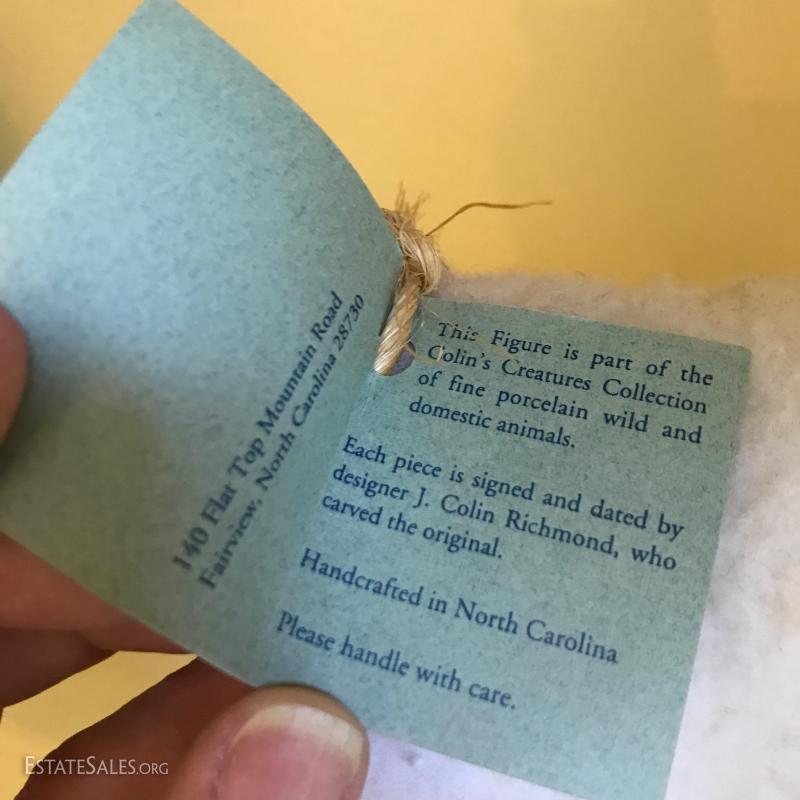 140 Flat Top Mountain Road
Fairview, North Carolina 28730
This Figure is part of the
Colin's Creatures Collection
of fine porcelain wild and
domestic animals.
Each piece is signed and dated by
designer J. Colin Richmond, who
carved the original.
Handcrafted in North Carolina
Please handle with care.
ESTATESALES.ORG